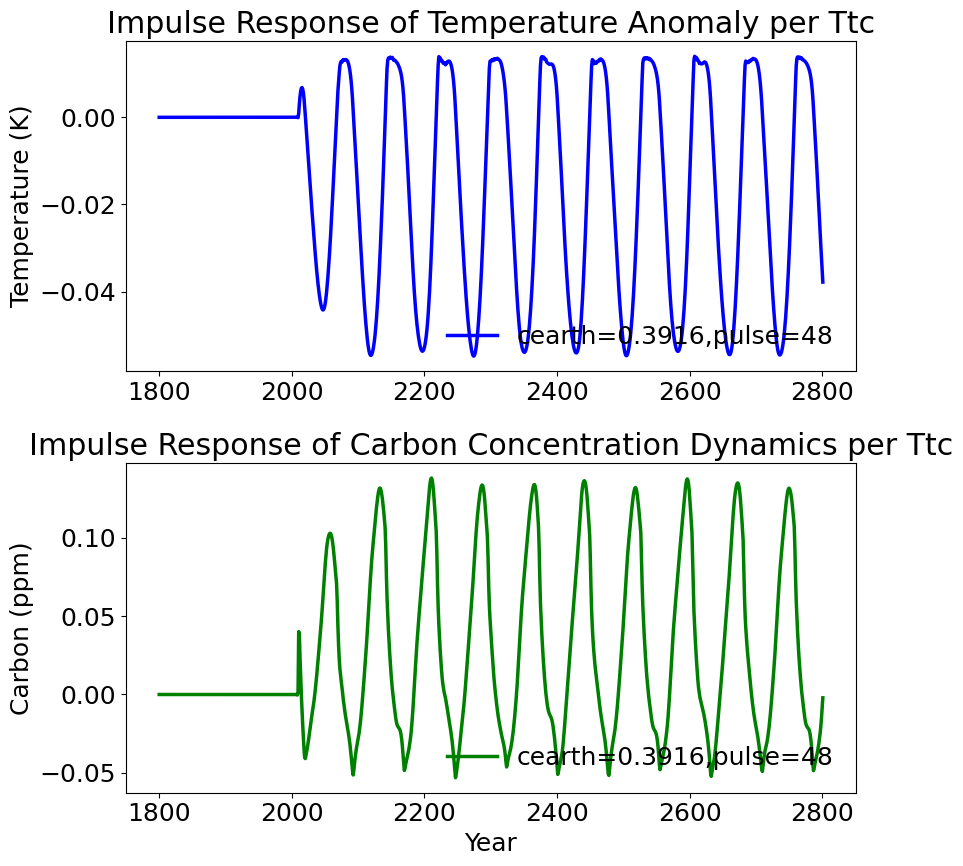 Impulse Response of Temperature Anomaly per Ttc
Temperature (K)
0.00
−0.02
−0.04
cearth=0.3916,pulse=48
1800 2000 2200 2400 2600 2800
Impulse Response of Carbon Concentration Dynamics per Ttc
Carbon (ppm)
0.10
0.05
0.00
−0.05
cearth=0.3916,pulse=48
1800 2000 2200 2400 2600 2800
Year